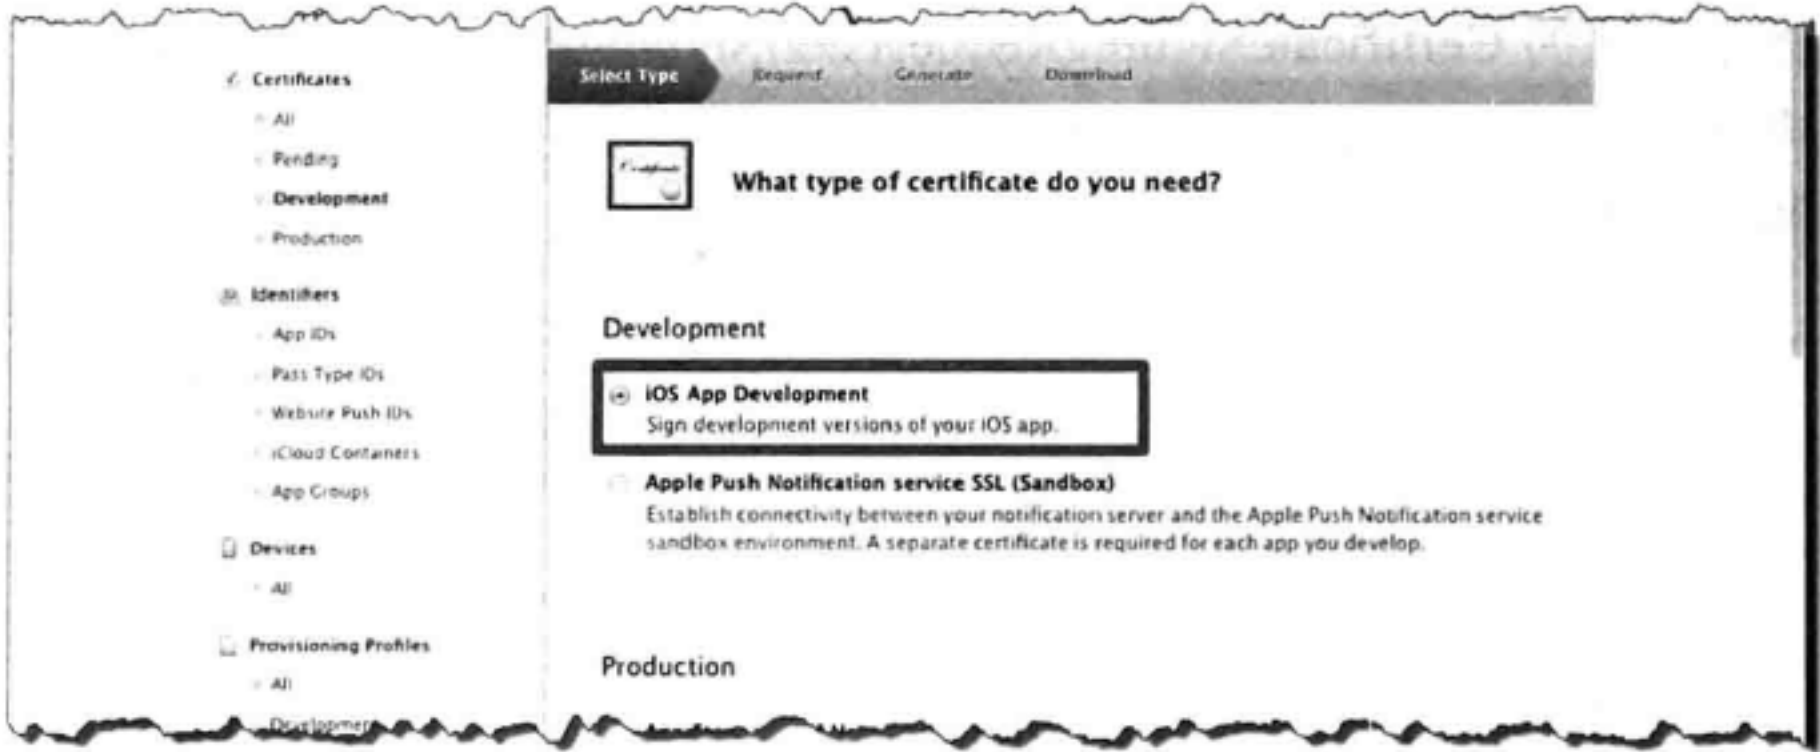 Certificates
All
Pending
Development
Production
Identifiers
App IDs
Pass Type IDs
Website Push IDs
iCloud Containers
App Groups
Devices
All
Provisioning Profiles
All
Development
Select Type
Request
Generate
Download
Certificate
What type of certificate do you need?
Development
iOS App Development
Sign development versions of your iOS app.
Apple Push Notification service SSL (Sandbox)
Establish connectivity between your notification server and the Apple Push Notification service
sandbox environment. A separate certificate is required for each app you develop.
Production